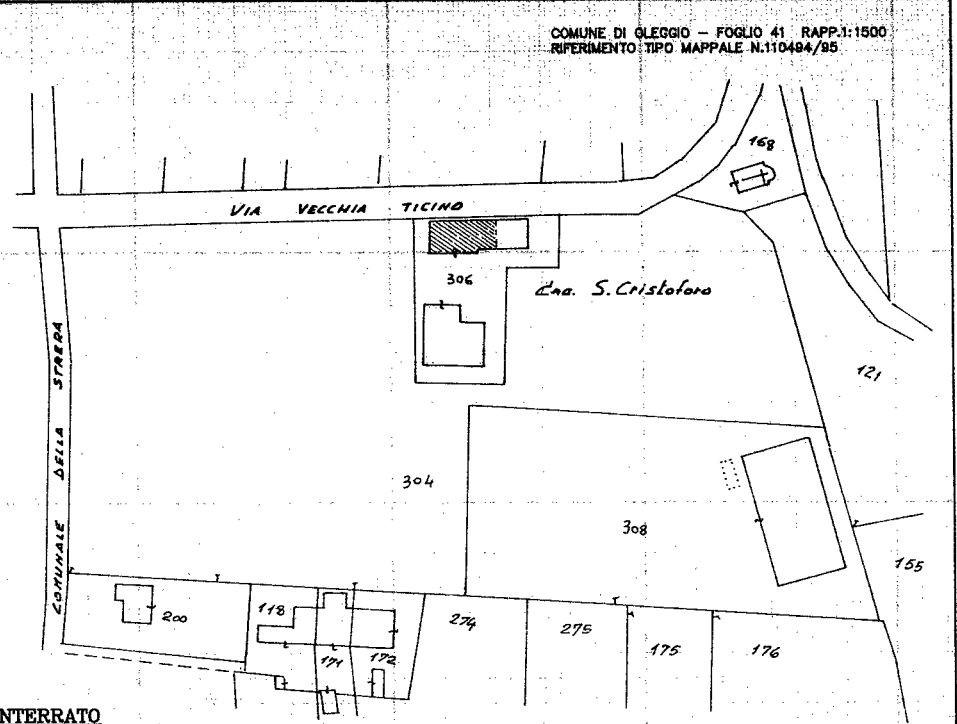 COMUNE DI OLEGGIO – FOGLIO 41 RAPP.1:1500
RIFERIMENTO TIPO MAPPALE N.110484/95
168
VIA VECCHIA TICINO
306
Cna. S. Cristoforo
121
COMUNALE DELLA STRERA
304
308
155
200
118
171
172
274
275
175
176
NTERRATO